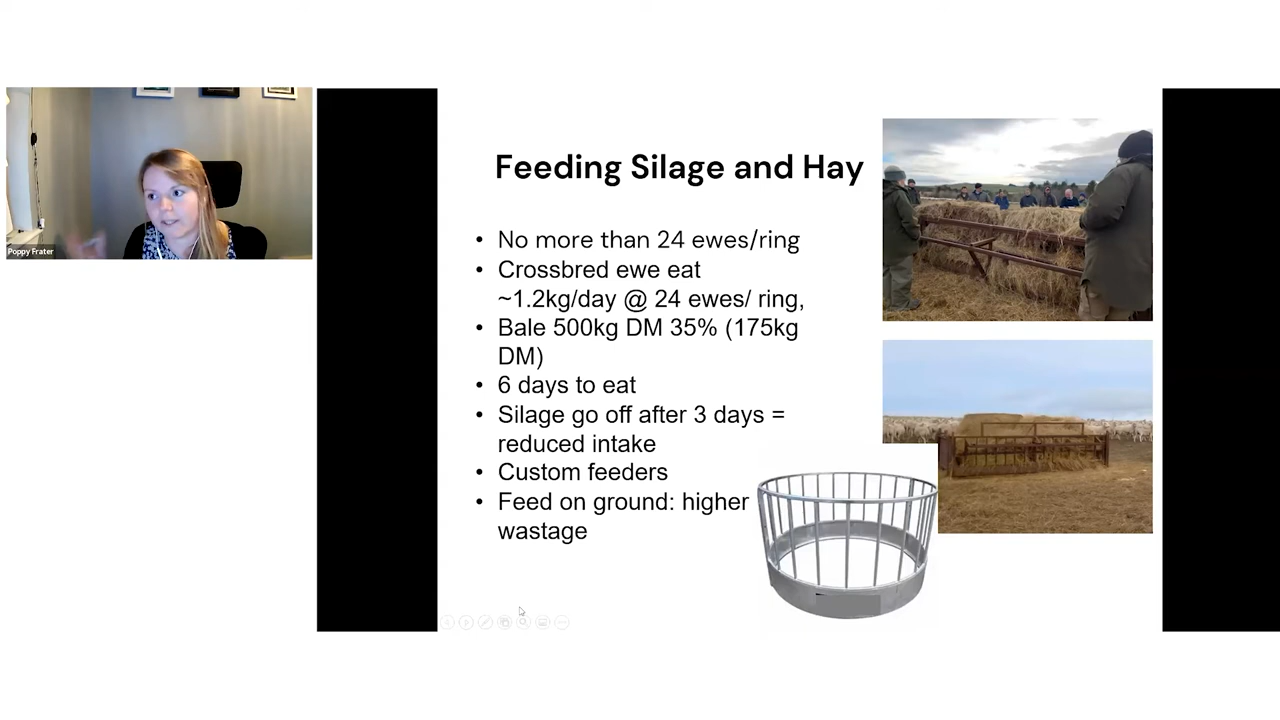 Poppy Frater
Feeding Silage and Hay
• No more than 24 ewes/ring
• Crossbred ewe eat
~1.2kg/day @ 24 ewes/ ring,
• Bale 500kg DM 35% (175kg
DM)
• 6 days to eat
• Silage go off after 3 days =
reduced intake
• Custom feeders
• Feed on ground: higher
wastage